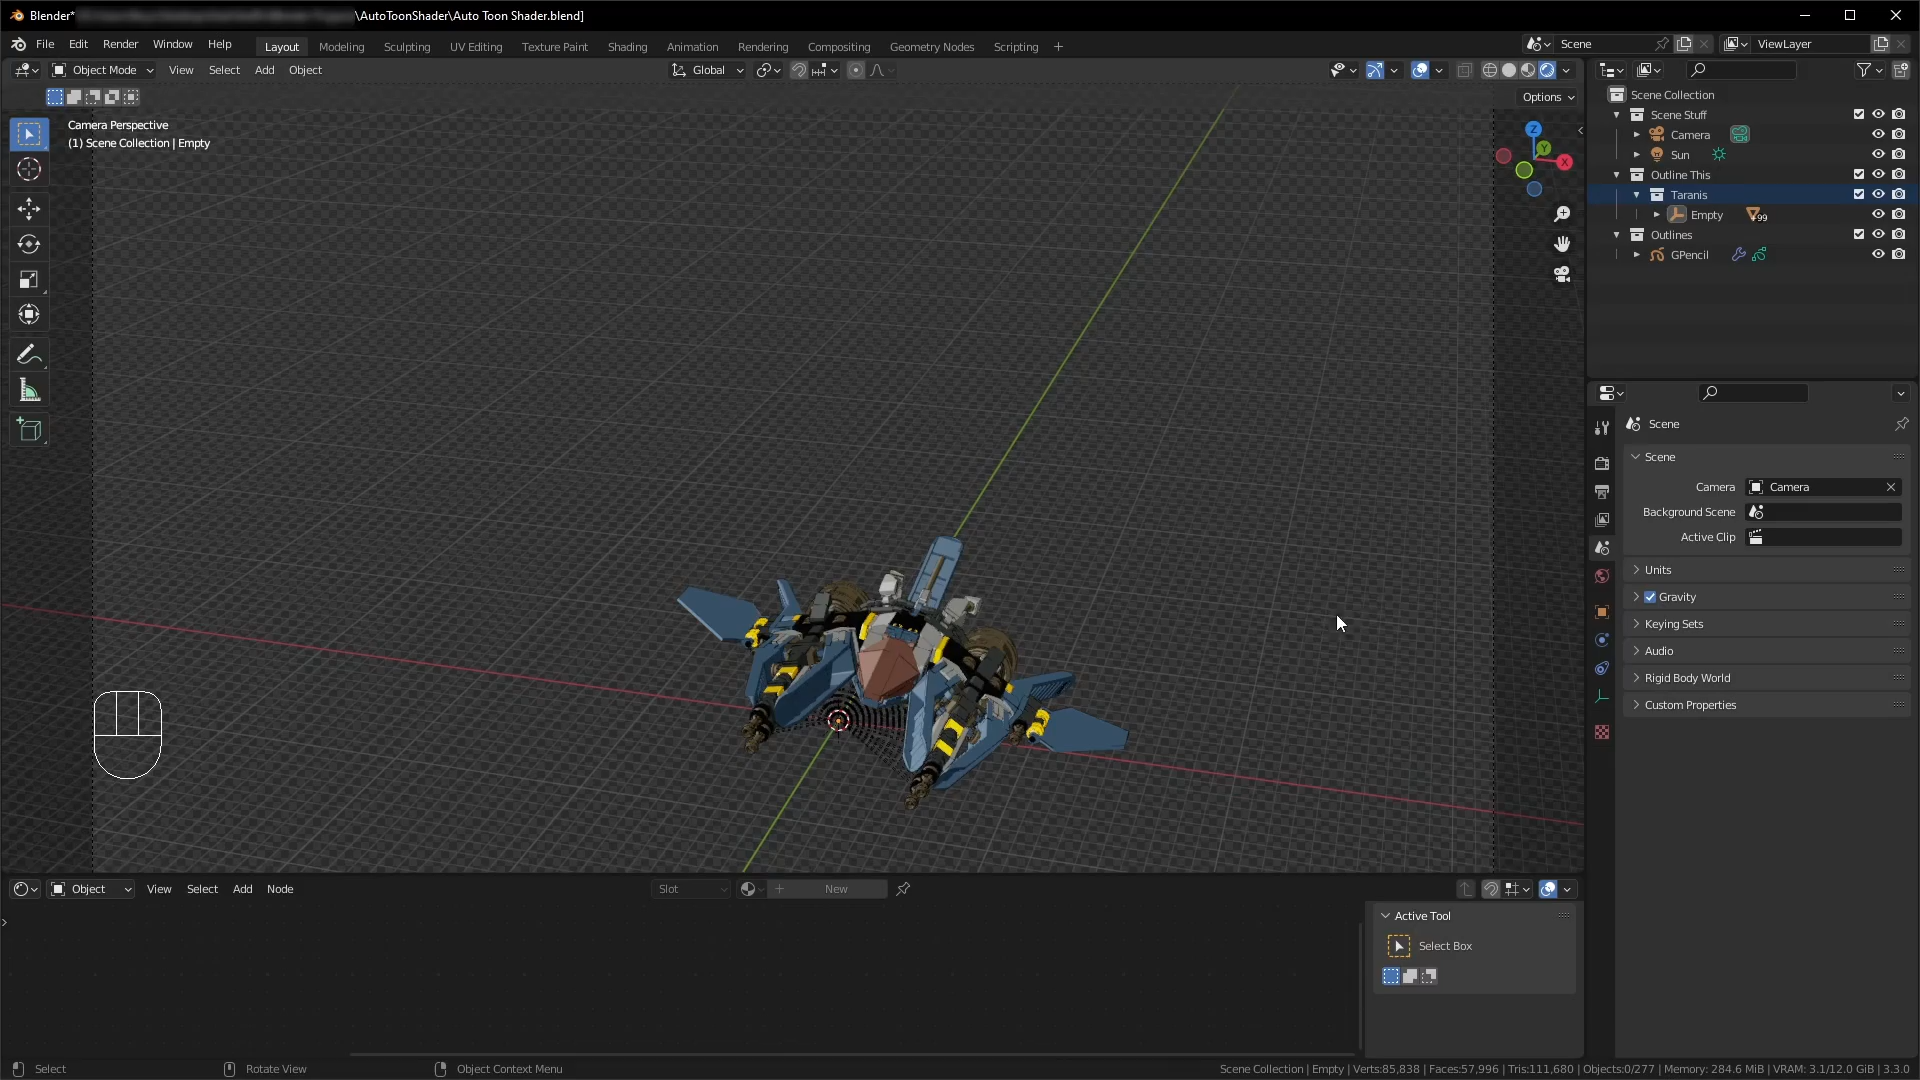 Blender* \AutoToonShader\Auto Toon Shader.blend]
File Edit Render Window Help Layout Modeling Sculpting UV Editing Texture Paint Shading Animation Rendering Compositing Geometry Nodes Scripting + Scene ViewLayer
Object Mode View Select Add Object Global
Options
Camera Perspective
(1) Scene Collection | Empty
Z
Y
X
Scene Collection
Scene Stuff
Camera
Sun
Outline This
Taranis
Empty 99
Outlines
GPencil
Scene
Scene
Camera Camera
Background Scene
Active Clip
Units
Gravity
Keying Sets
Audio
Rigid Body World
Custom Properties
Object View Select Add Node Slot New
Active Tool
Select Box
Select Rotate View Object Context Menu Scene Collection | Empty | Verts:85,838 | Faces:57,996 | Tris:111,680 | Objects:0/277 | Memory: 284.6 MiB | VRAM: 3.1/12.0 GiB | 3.3.0